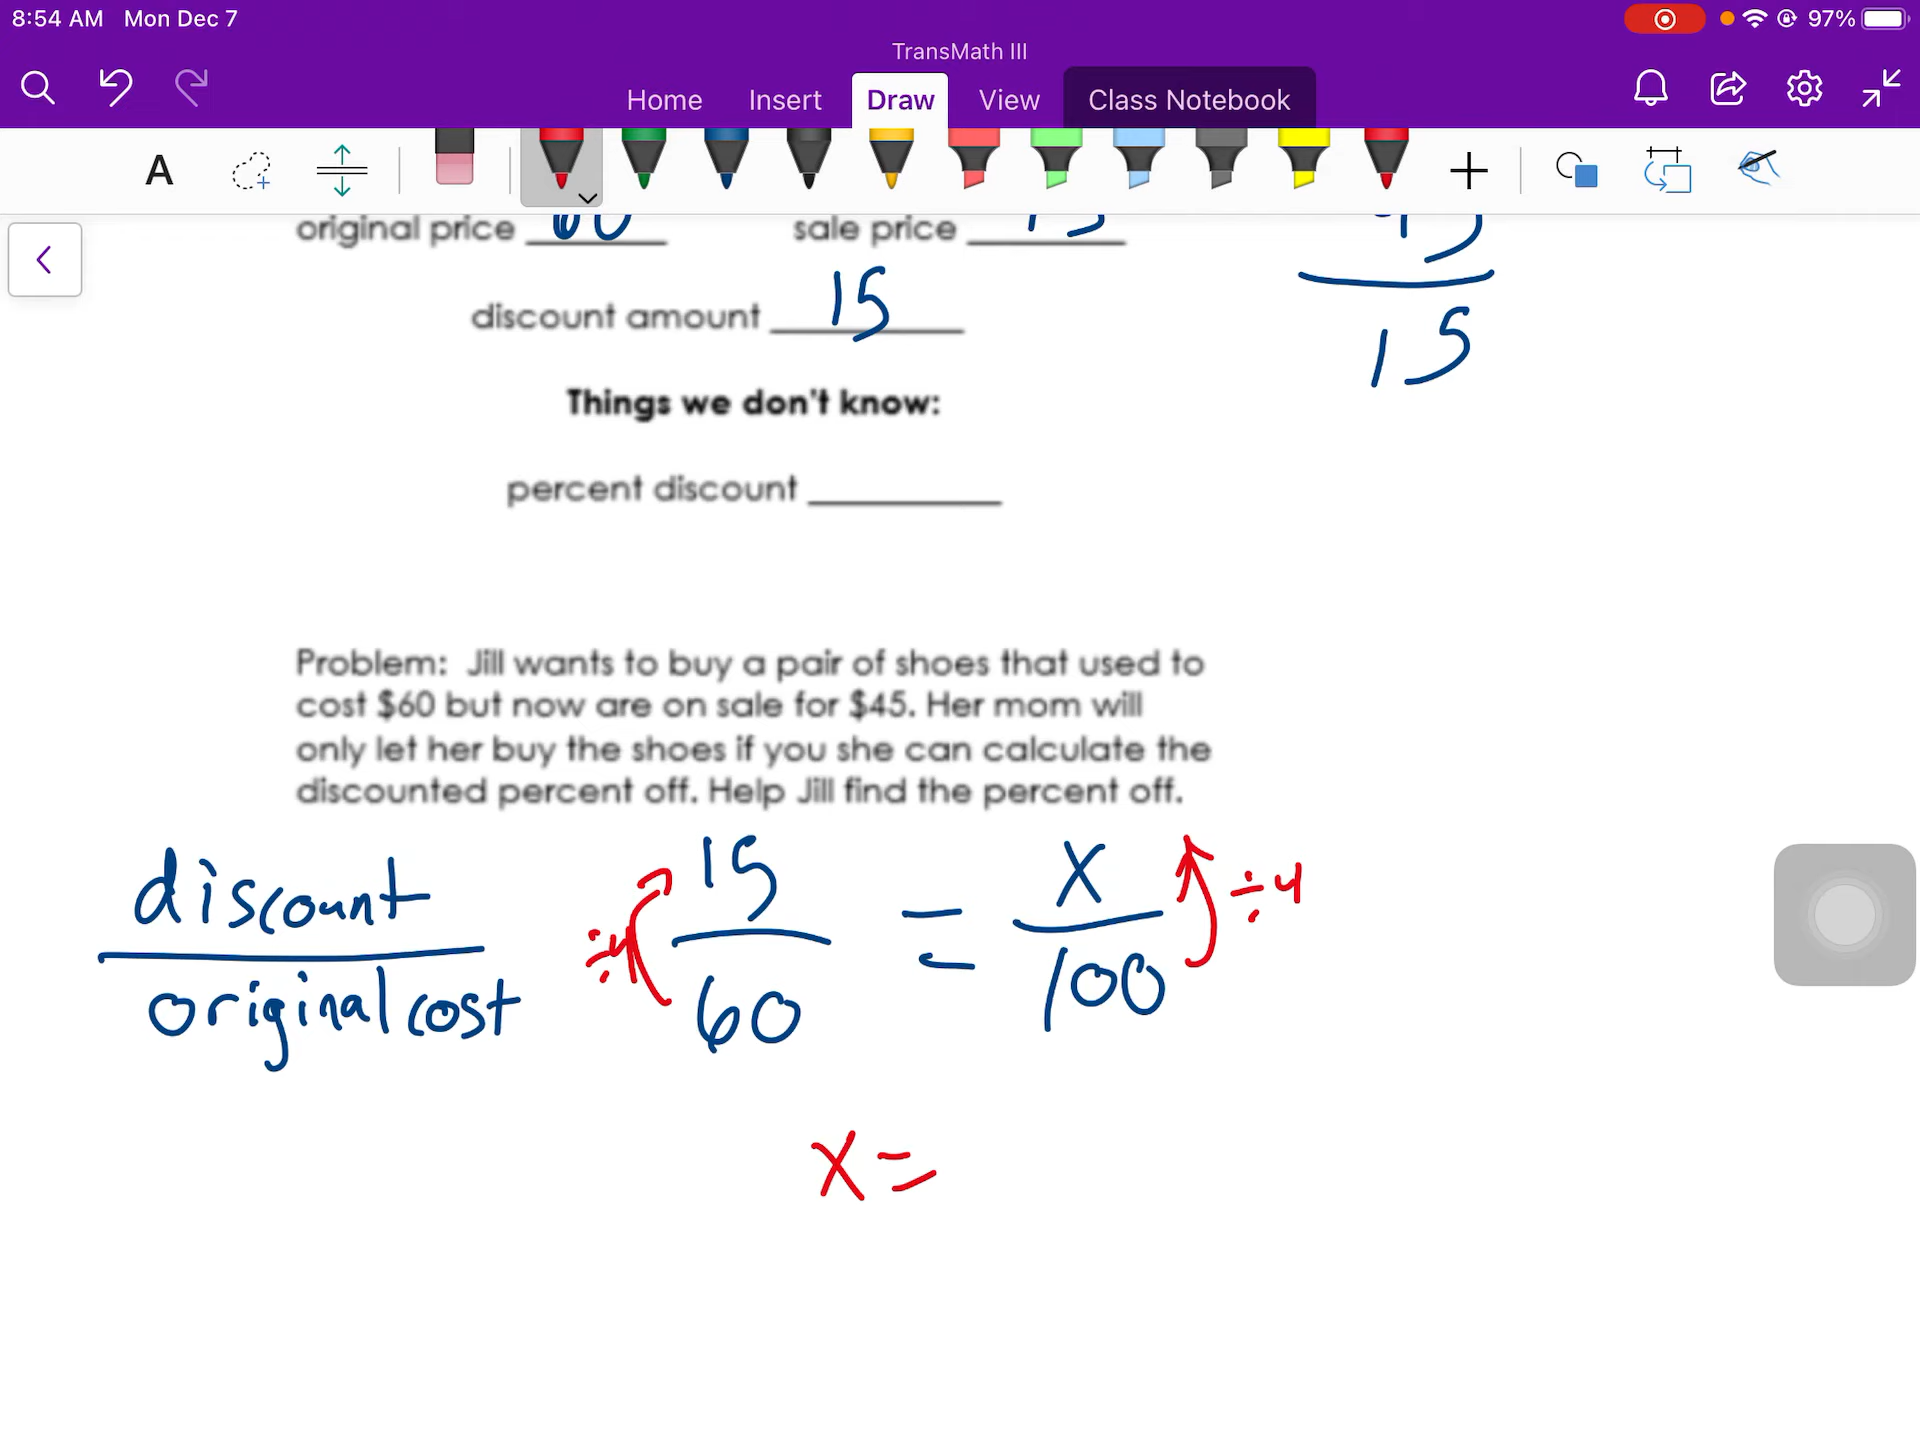 8:54 AM Mon Dec 7
97%
TransMath III
Home Insert Draw View Class Notebook
A
original price 60 sale price
discount amount 15
15
Things we don't know:
percent discount
Problem: Jill wants to buy a pair of shoes that used to
cost $60 but now are on sale for $45. Her mom will
only let her buy the shoes if you she can calculate the
discounted percent off. Help Jill find the percent off.
discount
original cost
÷4
15
60
=
x
100
÷4
x =